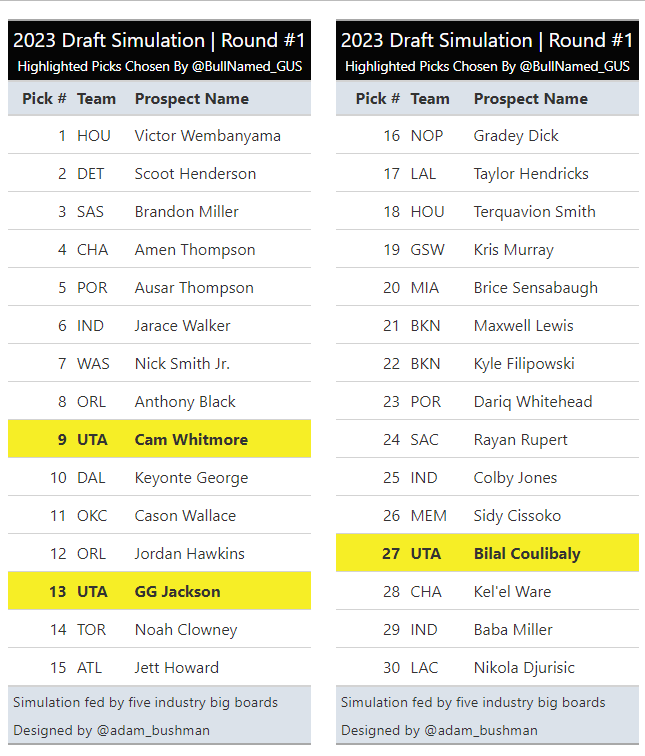 2023 Draft Simulation | Round #1
Highlighted Picks Chosen By @BullNamed_GUS
Pick # Team Prospect Name
1 HOU Victor Wembanyama
2 DET Scoot Henderson
3 SAS Brandon Miller
4 CHA Amen Thompson
5 POR Ausar Thompson
6 IND Jarace Walker
7 WAS Nick Smith Jr.
8 ORL Anthony Black
9 UTA Cam Whitmore
10 DAL Keyonte George
11 OKC Cason Wallace
12 ORL Jordan Hawkins
13 UTA GG Jackson
14 TOR Noah Clowney
15 ATL Jett Howard
Simulation fed by five industry big boards
Designed by @adam_bushman
2023 Draft Simulation | Round #1
Highlighted Picks Chosen By @BullNamed_GUS
Pick # Team Prospect Name
16 NOP Gradey Dick
17 LAL Taylor Hendricks
18 HOU Terquavion Smith
19 GSW Kris Murray
20 MIA Brice Sensabaugh
21 BKN Maxwell Lewis
22 BKN Kyle Filipowski
23 POR Dariq Whitehead
24 SAC Rayan Rupert
25 IND Colby Jones
26 MEM Sidy Cissoko
27 UTA Bilal Coulibaly
28 CHA Kel'el Ware
29 IND Baba Miller
30 LAC Nikola Djurisic
Simulation fed by five industry big boards
Designed by @adam_bushman